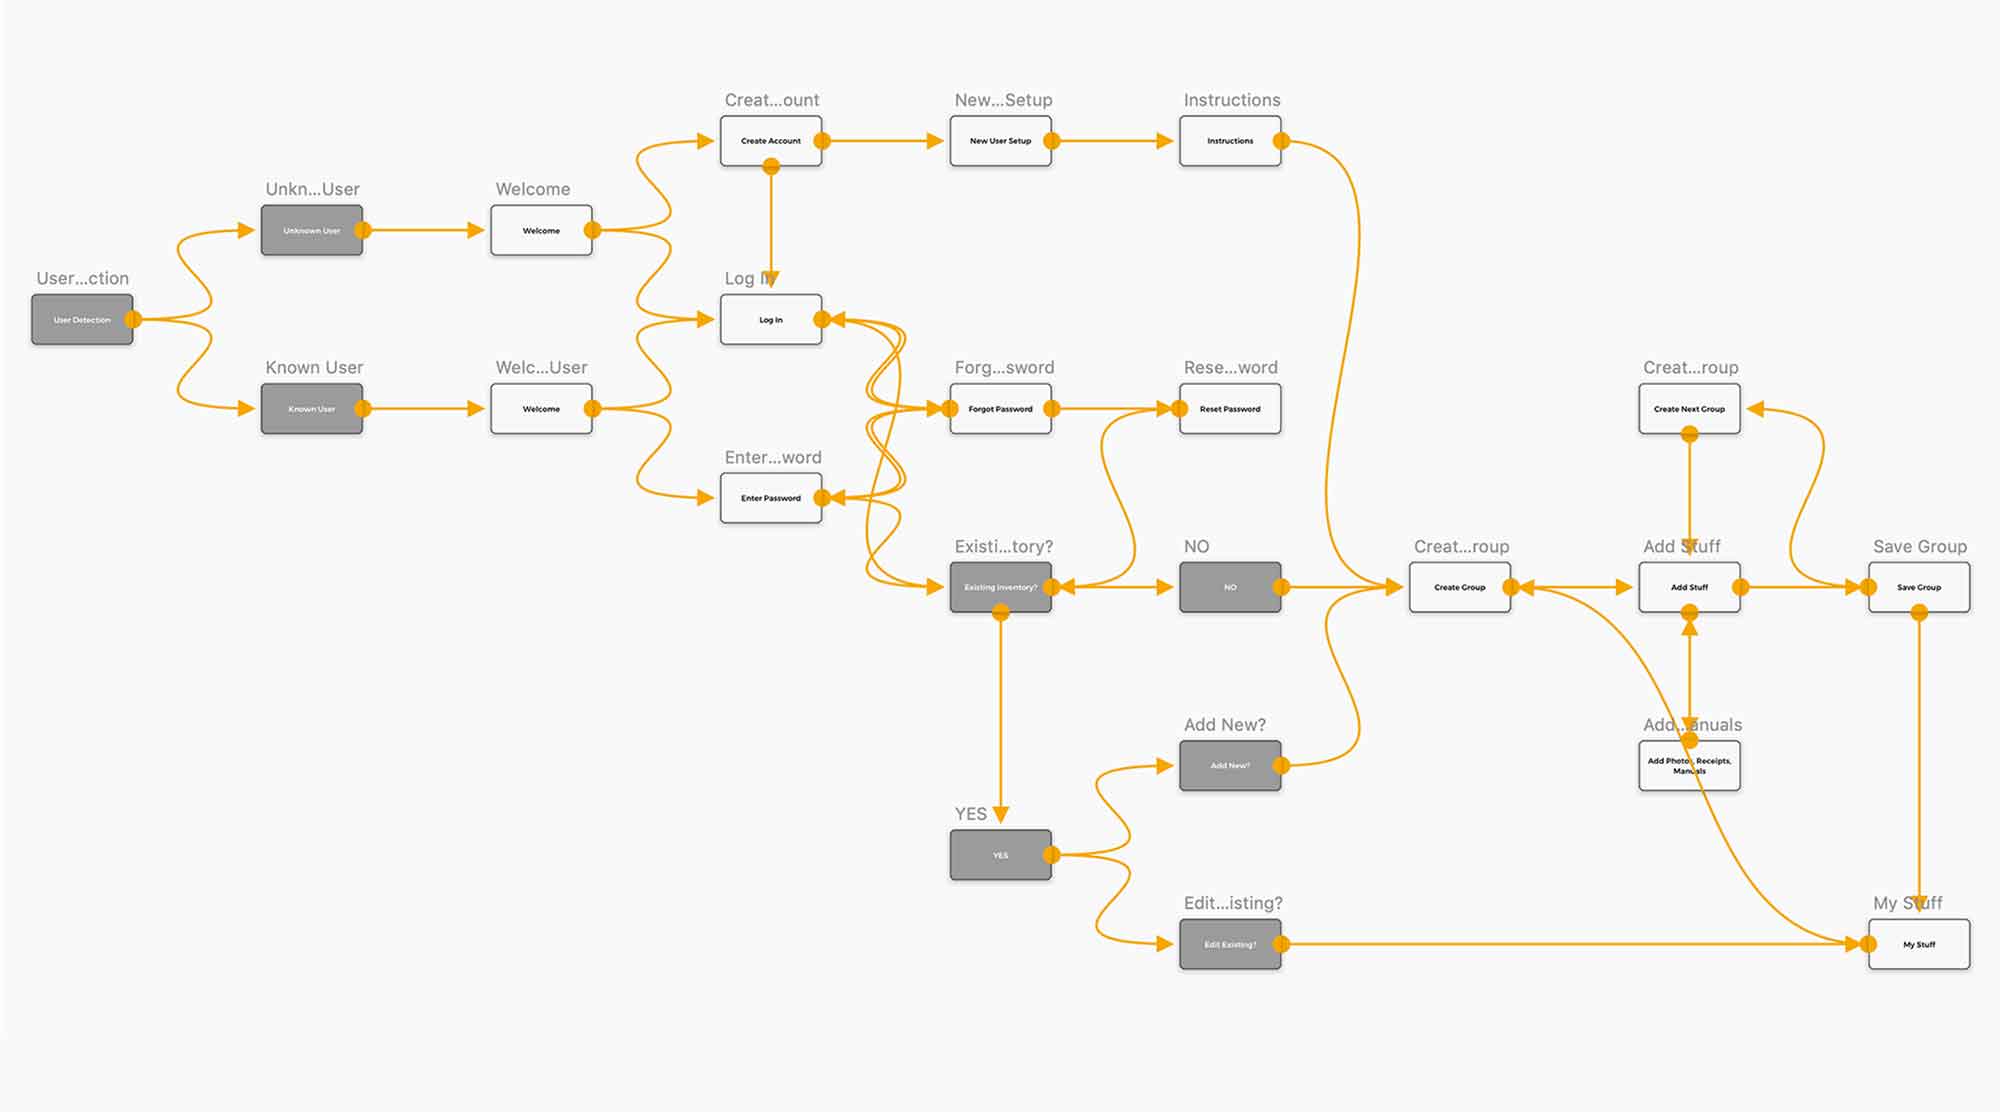 Creat...ount
Create Account
New...Setup
New User Setup
Instructions
Instructions
Unkn...User
Unknown User
Welcome
Welcome
User...ction
User Detection
Log In
Log In
Known User
Known User
Welc...User
Welcome
Forg...sword
Forgot Password
Rese...word
Reset Password
Creat...roup
Create Next Group
Enter...word
Enter Password
Existi...tory?
Existing Inventory?
NO
NO
Creat...roup
Create Group
Add Stuff
Add Stuff
Save Group
Save Group
Add New?
Add New?
Add...anuals
Add Photos, Receipts,
Manuals
YES
YES
Edit...isting?
Edit Existing?
My Stuff
My Stuff